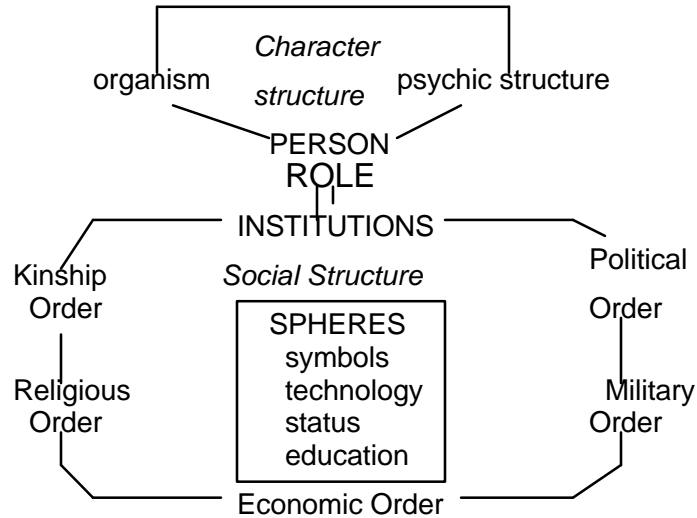 Character
organism
psychic structure
structure
PERSON
ROLE
INSTITUTIONS
Kinship
Order
Social Structure
Political
Order
SPHERES
symbols
technology
status
education
Religious
Order
Military
Order
Economic Order